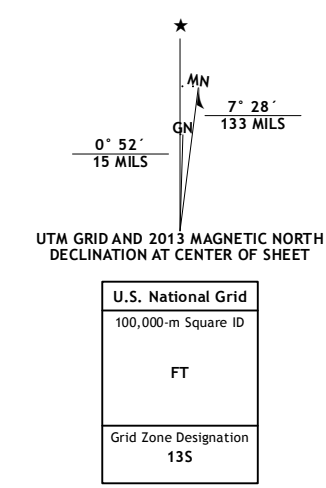 ★
MN
7° 28´
133 MILS
GN
0° 52´
15 MILS
UTM GRID AND 2013 MAGNETIC NORTH
DECLINATION AT CENTER OF SHEET
U.S. National Grid
100,000-m Square ID
FT
Grid Zone Designation
13S